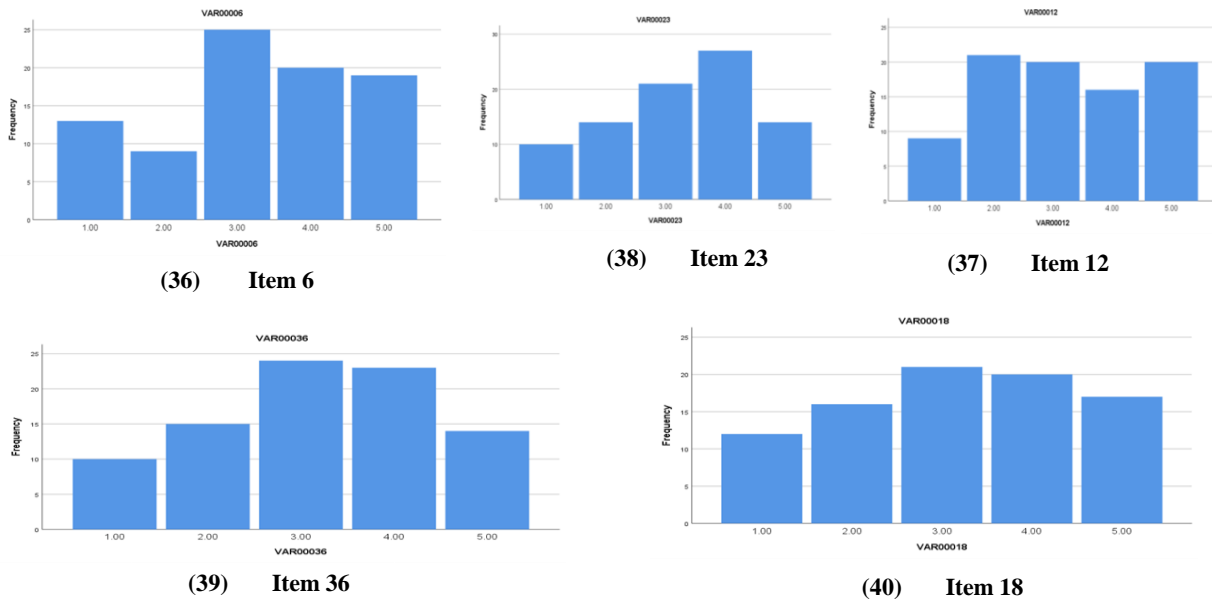 VAR00006
Frequency
25
20
15
10
5
0
1.00 2.00 3.00 4.00 5.00
VAR00006
(36) Item 6
VAR00023
Frequency
30
20
10
0
1.00 2.00 3.00 4.00 5.00
VAR00023
(38) Item 23
VAR00012
Frequency
25
20
15
10
5
0
1.00 2.00 3.00 4.00 5.00
VAR00012
(37) Item 12
VAR00036
Frequency
25
20
15
10
5
0
1.00 2.00 3.00 4.00 5.00
VAR00036
(39) Item 36
VAR00018
Frequency
25
20
15
10
5
0
1.00 2.00 3.00 4.00 5.00
VAR00018
(40) Item 18